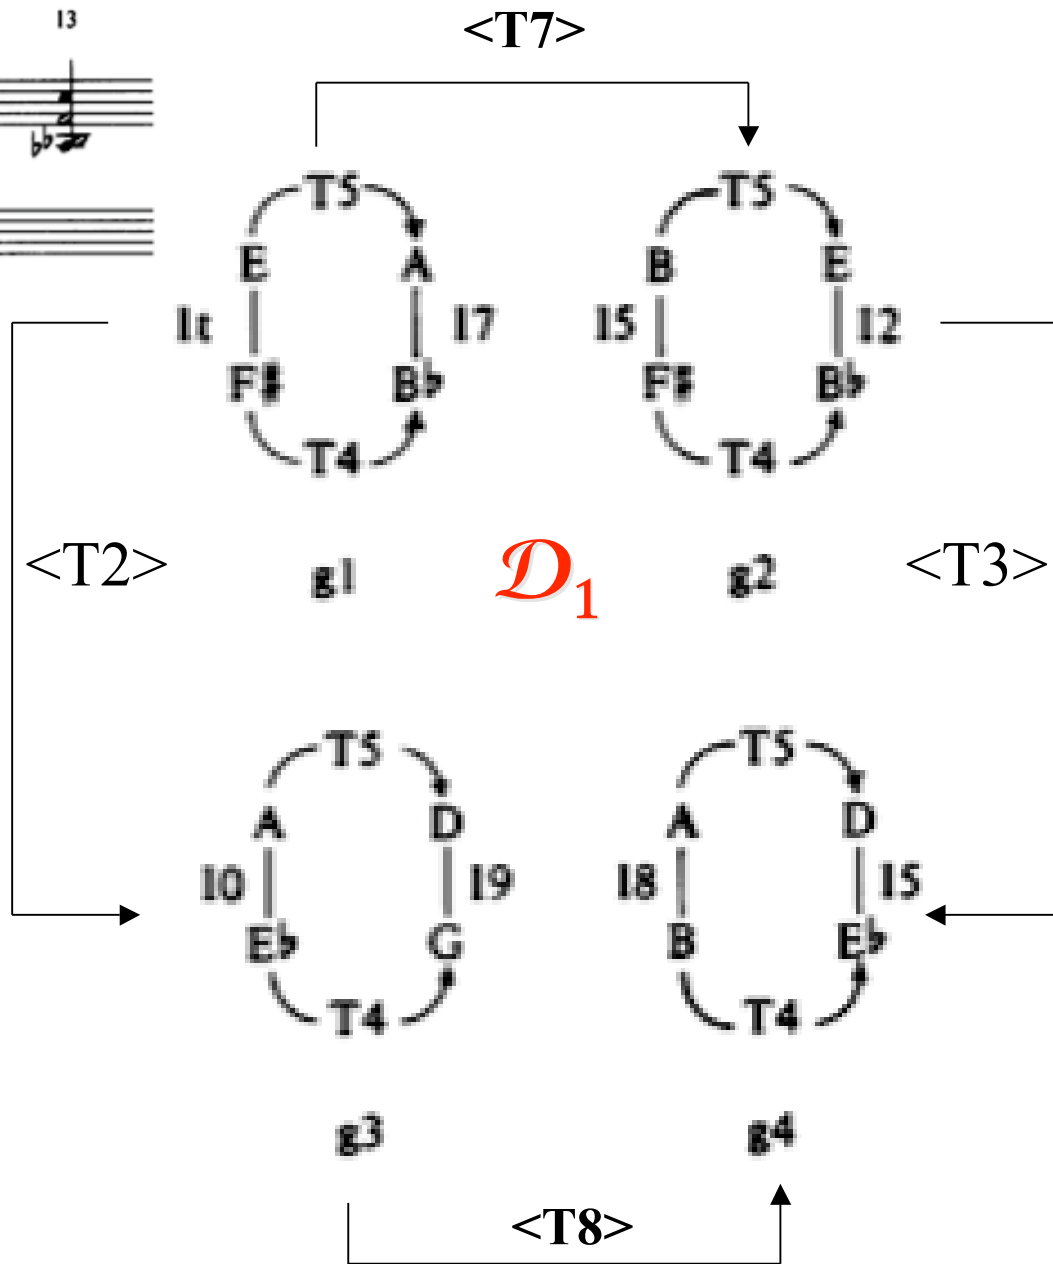 13
<T7>
T5
T5
E
A
B
E
It
I7
I5
I2
F#
B♭
F#
B♭
T4
T4
<T2>
g1
𝒟1
g2
<T3>
T5
T5
A
D
A
D
I0
I9
I8
I5
E♭
G
B
E♭
T4
T4
g3
g4
<T8>